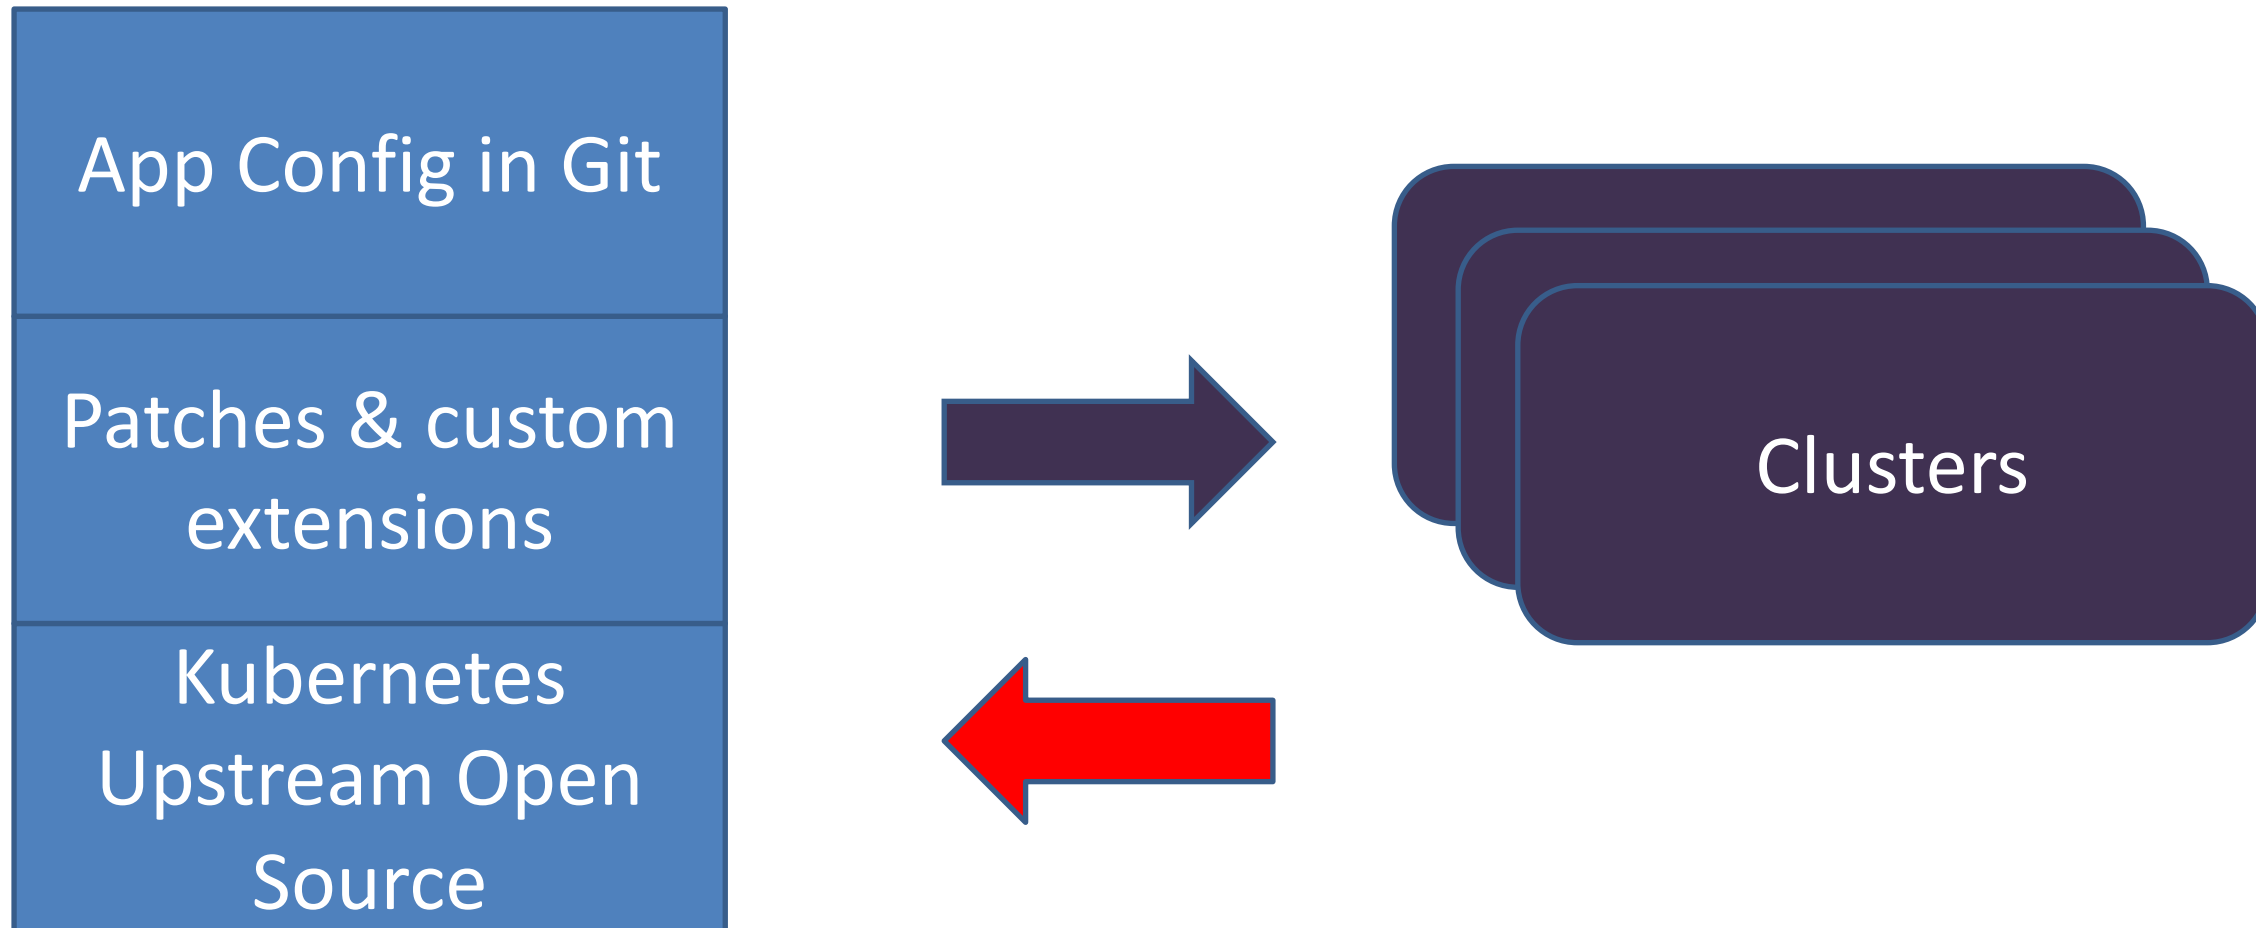 App Config in Git
Patches & custom
extensions
Kubernetes
Upstream Open
Source
Clusters